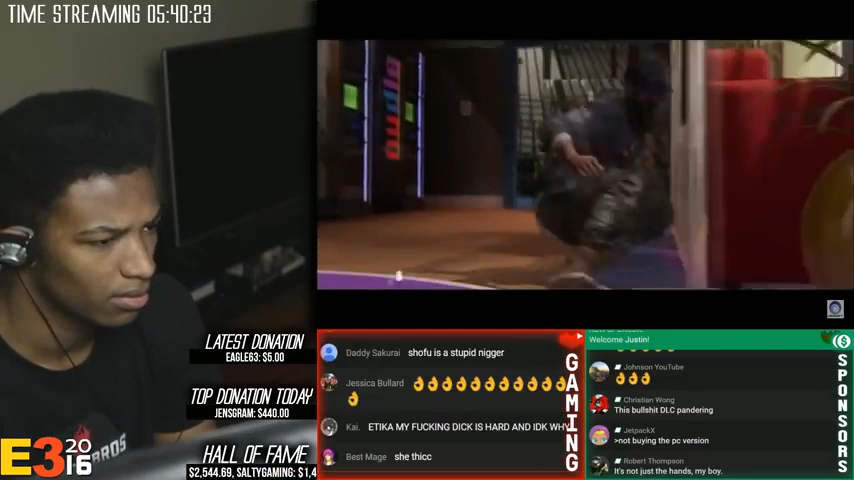 TIME STREAMING 05:40:23
LATEST DONATION
EAGLE63: $5.00
TOP DONATION TODAY
JENSGRAM: $440.00
HALL OF FAME
$2,544.69, SALTYGAMING: $1,4
E3 2016
BROS
Daddy Sakurai shofu is a stupid nigger
Jessica Bullard 👌👌👌👌👌👌👌👌👌👌👌
👌
Kai. ETIKA MY FUCKING DICK IS HARD AND IDK WHY
Best Mage she thicc
GAMING
Welcome Justin!
Johnson YouTube
👌👌👌
Christian Wong
This bullshit DLC pandering
JetpackX
>not buying the pc version
Robert Thompson
It's not just the hands, my boy.
SPONSORS